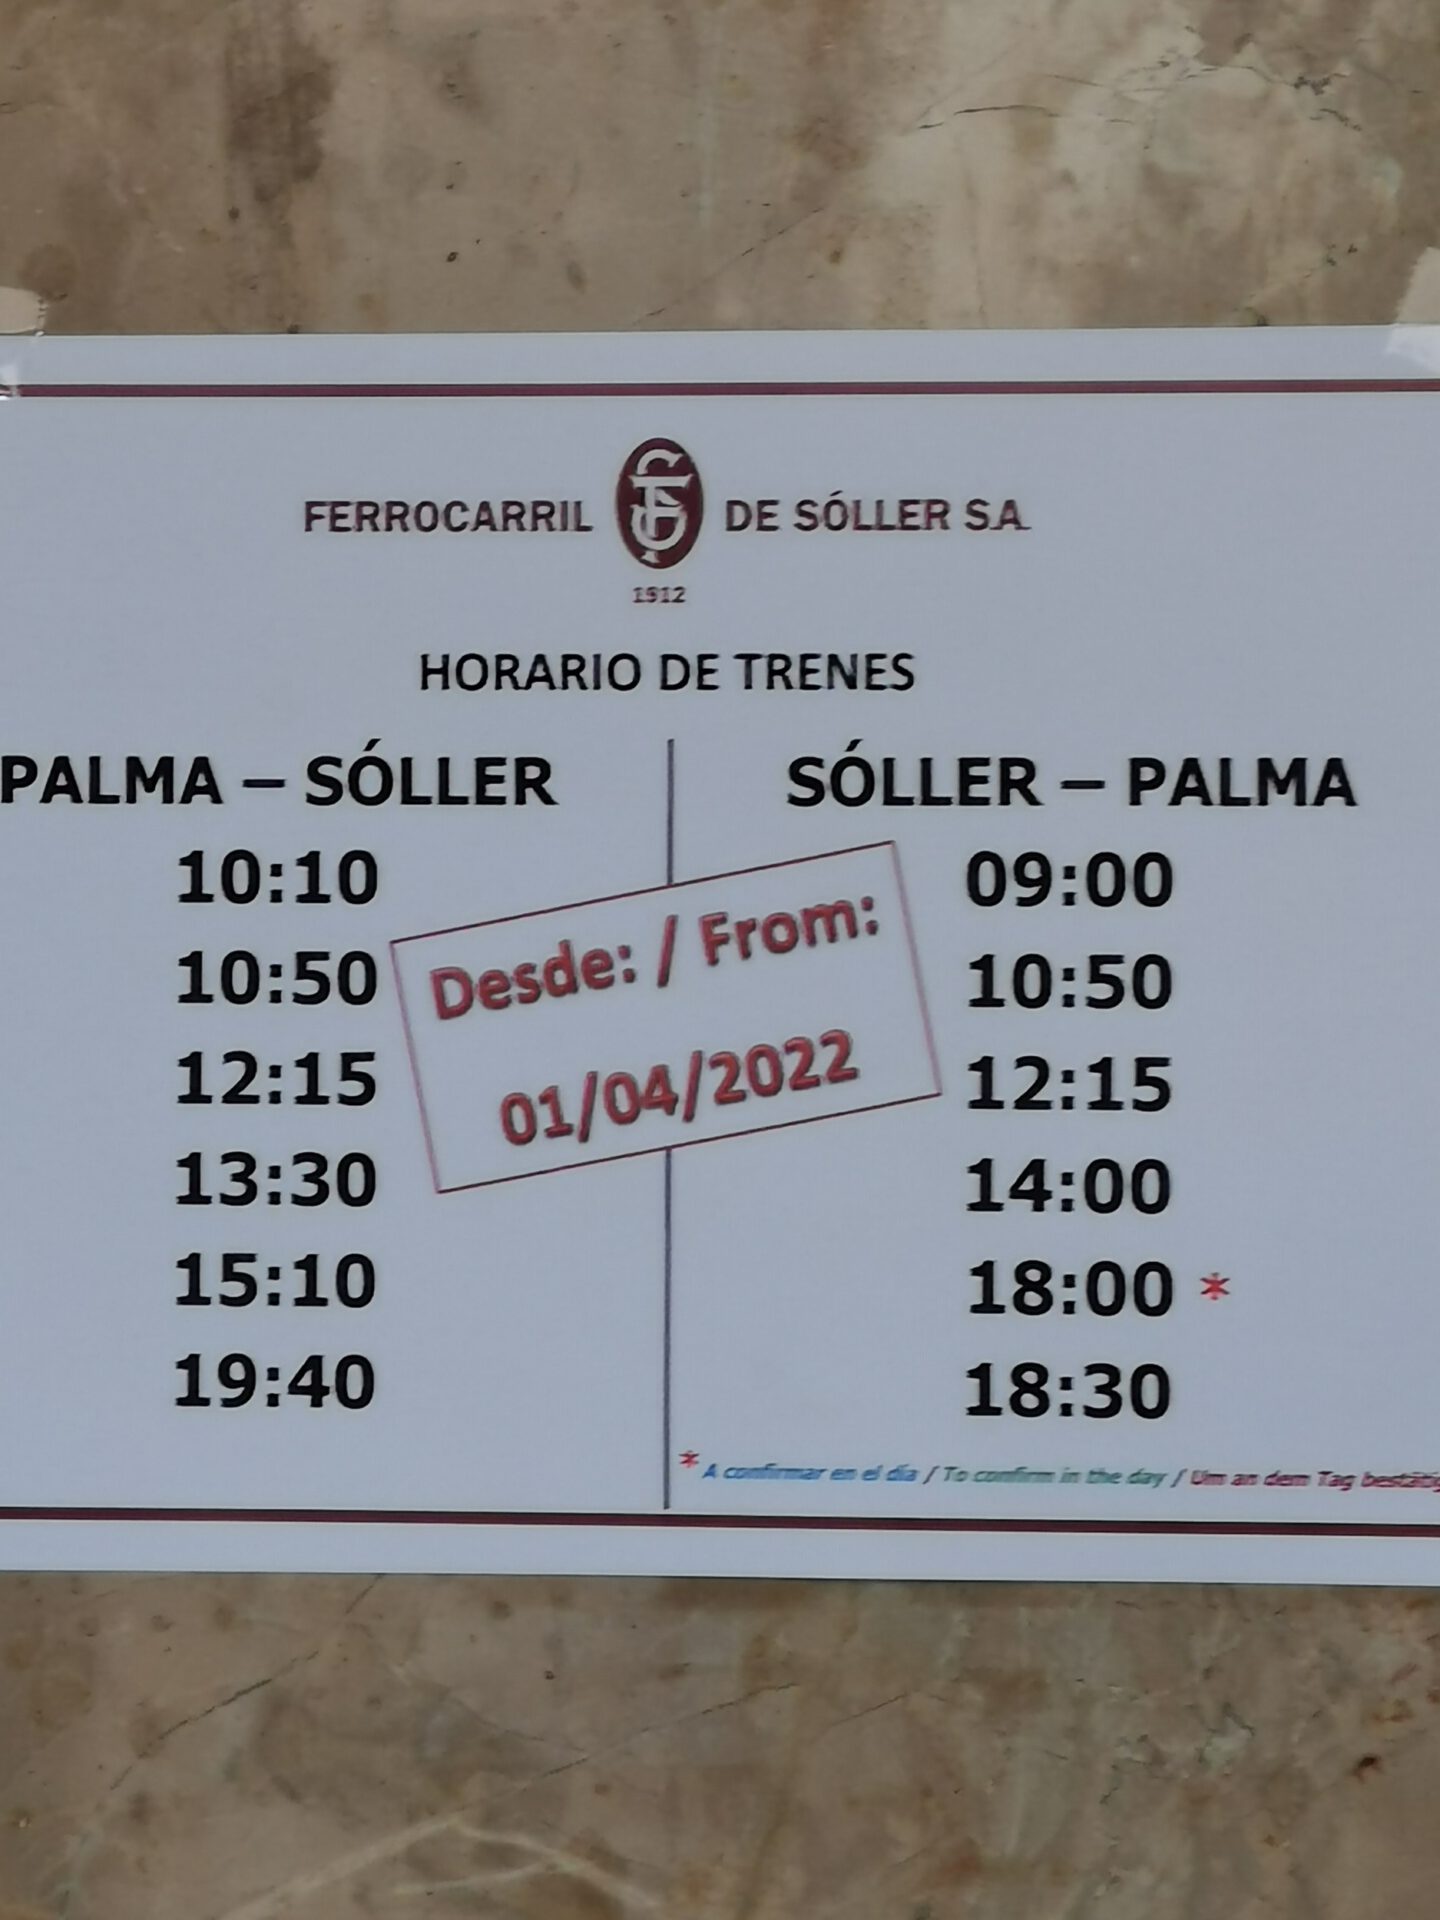 FERROCARRIL DE SÓLLER S.A.
1912
HORARIO DE TRENES
PALMA – SÓLLER
10:10
10:50
12:15
13:30
15:10
19:40
Desde: / From:
01/04/2022
SÓLLER – PALMA
09:00
10:50
12:15
14:00
18:00 *
18:30
* A confirmar en el día / To confirm in the day / Um an dem Tag bestätig